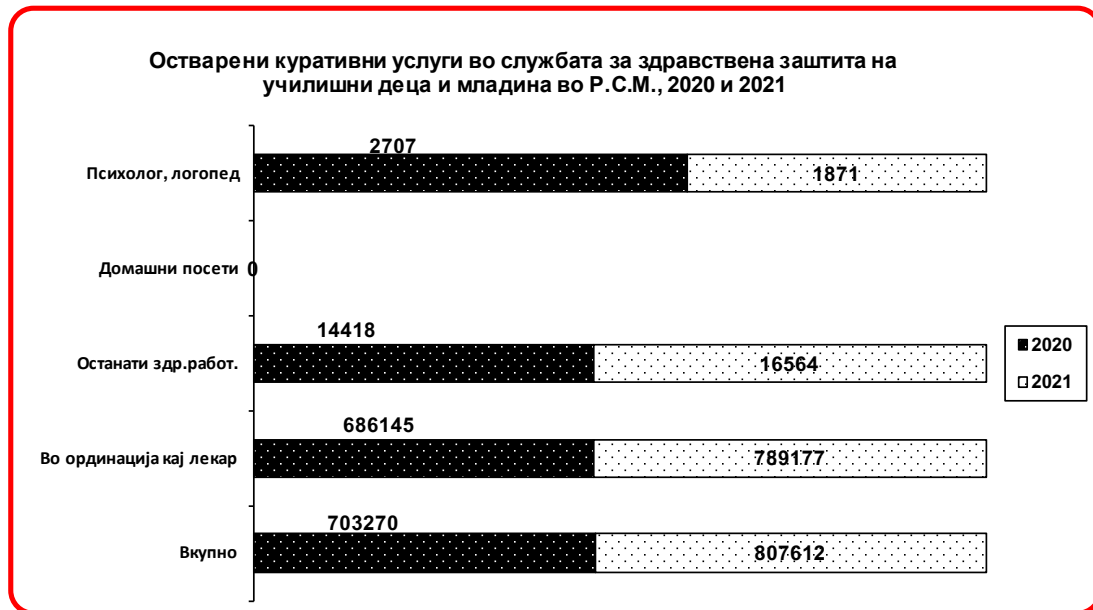 Остварени куративни услуги во службата за здравствена заштита на
училишни деца и младина во Р.С.М., 2020 и 2021
2707
Психолог, логопед
1871
Домашни посети
0
14418
Останати здр.работ.
16564
2020
2021
686145
Во ординација кај лекар
789177
703270
Вкупно
807612